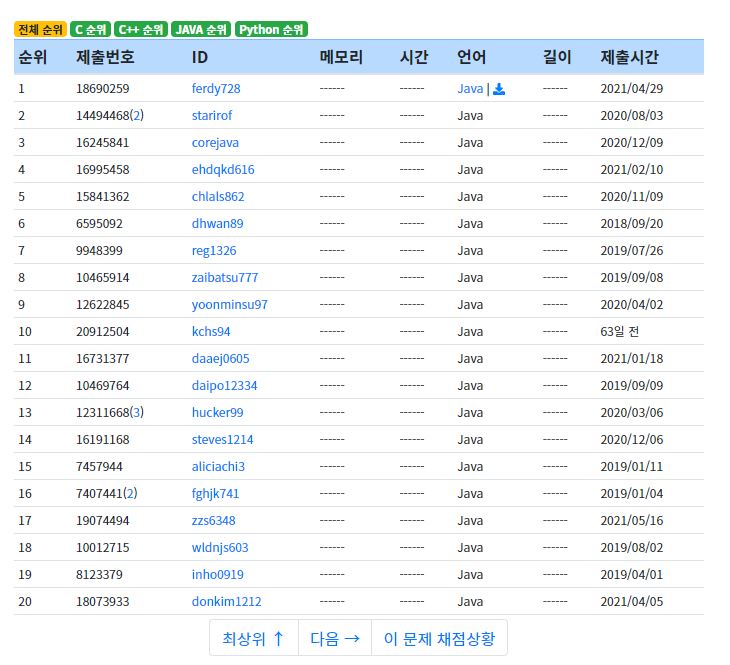 전체 순위 C 순위 C++ 순위 JAVA 순위 Python 순위
순위 제출번호 ID 메모리 시간 언어 길이 제출시간
1 18690259 ferdy728 ------ ------ Java | ------ 2021/04/29
2 14494468(2) starirof ------ ------ Java ------ 2020/08/03
3 16245841 corejava ------ ------ Java ------ 2020/12/09
4 16995458 ehdqkd616 ------ ------ Java ------ 2021/02/10
5 15841362 chlals862 ------ ------ Java ------ 2020/11/09
6 6595092 dhwan89 ------ ------ Java ------ 2018/09/20
7 9948399 reg1326 ------ ------ Java ------ 2019/07/26
8 10465914 zaibatsu777 ------ ------ Java ------ 2019/09/08
9 12622845 yoonminsu97 ------ ------ Java ------ 2020/04/02
10 20912504 kchs94 ------ ------ Java ------ 63일 전
11 16731377 daaej0605 ------ ------ Java ------ 2021/01/18
12 10469764 daipo12334 ------ ------ Java ------ 2019/09/09
13 12311668(3) hucker99 ------ ------ Java ------ 2020/03/06
14 16191168 steves1214 ------ ------ Java ------ 2020/12/06
15 7457944 aliciachi3 ------ ------ Java ------ 2019/01/11
16 7407441(2) fghjk741 ------ ------ Java ------ 2019/01/04
17 19074494 zzs6348 ------ ------ Java ------ 2021/05/16
18 10012715 wldnjs603 ------ ------ Java ------ 2019/08/02
19 8123379 inho0919 ------ ------ Java ------ 2019/04/01
20 18073933 donkim1212 ------ ------ Java ------ 2021/04/05
최상위 ↑ 다음 → 이 문제 채점상황